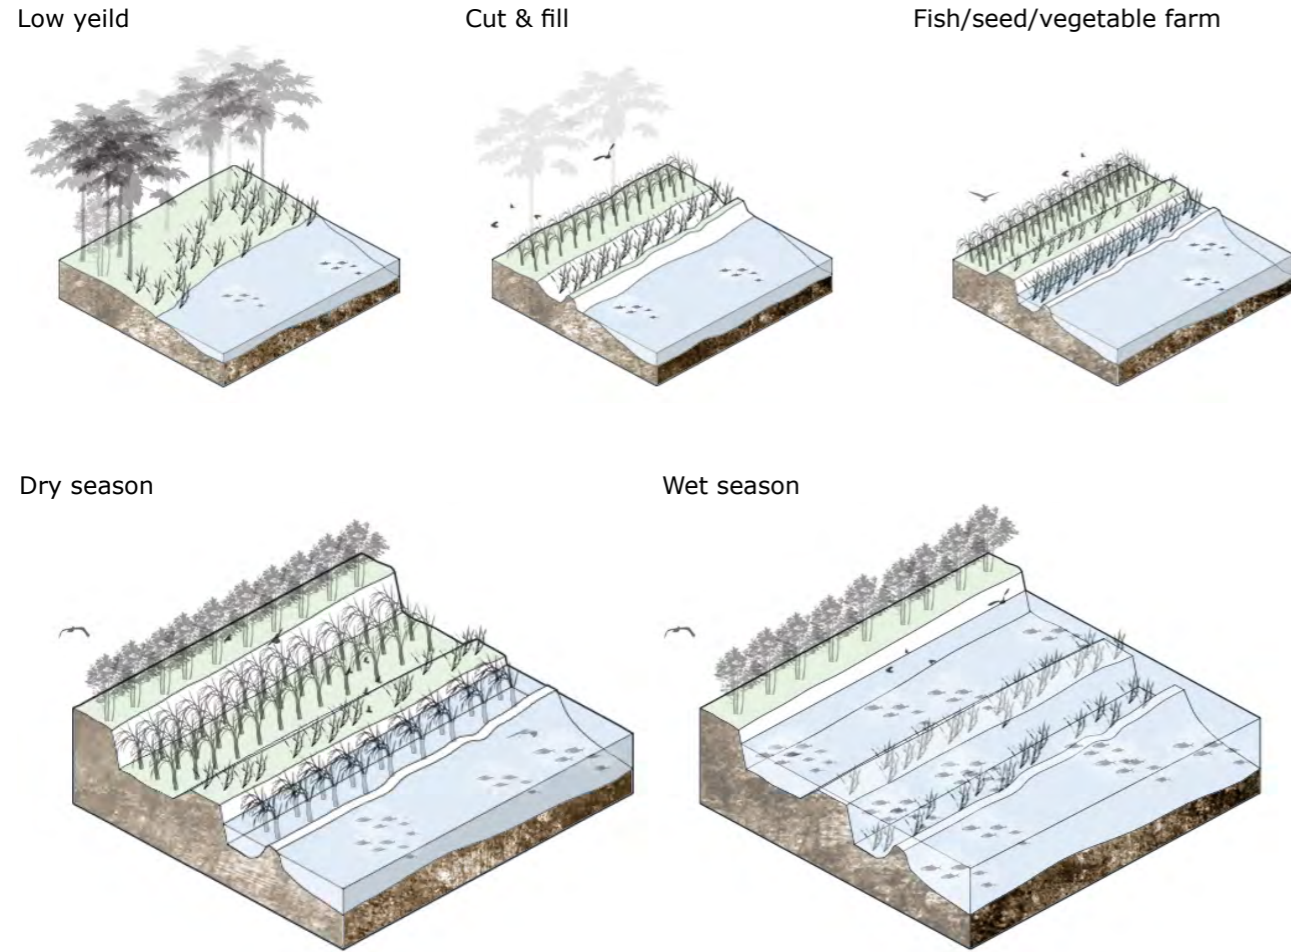 Low yeild
Cut & fill
Fish/seed/vegetable farm
Dry season
Wet season